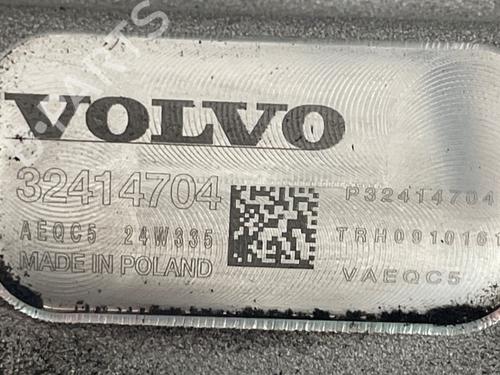 VOLVO
32414704
P32414704
AEQC5 24W335
TRH0910161
MADE IN POLAND
VAEQC5